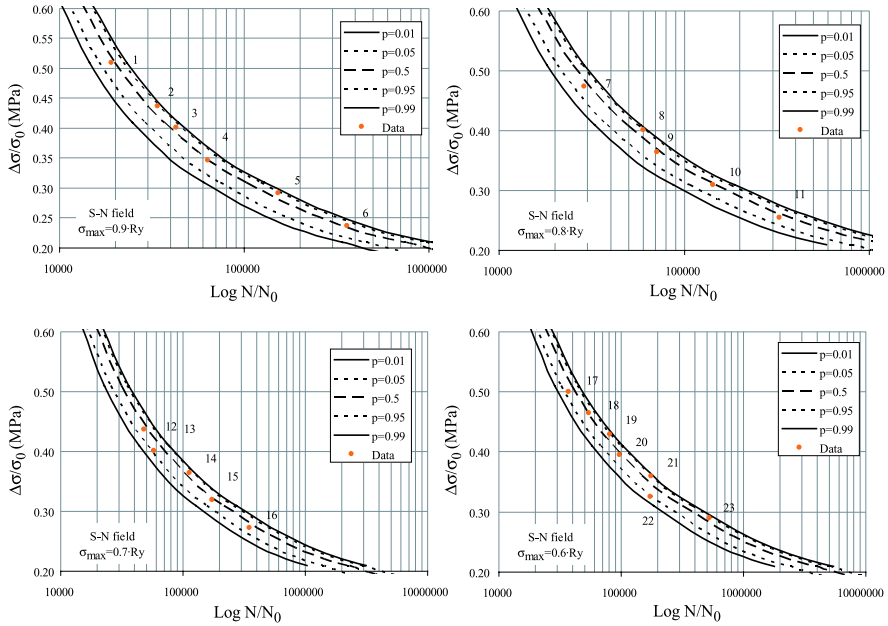 0.60
0.50
0.45
0.40
0.35
0.30
0.25
0.20
Δσ/σ0 (MPa)
1
2
3
4
5
6
p=0.01
p=0.05
p=0.5
p=0.95
p=0.99
Data
S-N field
σmax=0.9·Ry
10000
100000
1000000
Log N/N0
0.60
0.50
0.40
0.30
0.20
Δσ/σ0 (MPa)
7
8
9
10
11
p=0.01
p=0.05
p=0.5
p=0.95
p=0.99
Data
S-N field
σmax=0.8·Ry
10000
100000
1000000
Log N/N0
0.60
0.50
0.40
0.30
0.20
Δσ/σ0 (MPa)
12
13
14
15
16
p=0.01
p=0.05
p=0.5
p=0.95
p=0.99
Data
S-N field
σmax=0.7·Ry
10000
100000
1000000
10000000
Log N/N0
0.60
0.50
0.40
0.30
0.20
Δσ/σ0 (MPa)
17
18
19
20
21
22
23
p=0.01
p=0.05
p=0.5
p=0.95
p=0.99
Data
S-N field
σmax=0.6·Ry
10000
100000
1000000
10000000
Log N/N0